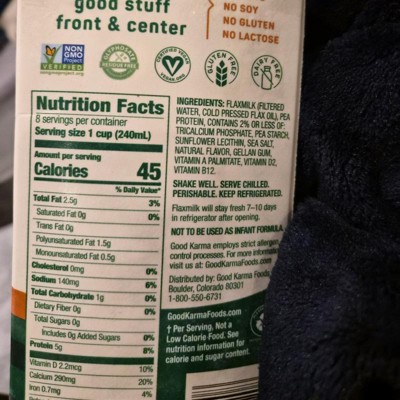 good stuff
front & center
NO SOY
NO GLUTEN
NO LACTOSE
NON
GMO
Project
VERIFIED
nongmoproject.org
GLYPHOSATE
RESIDUE FREE
CERTIFIED VEGAN
VEGAN.ORG
GLUTEN FREE
DAIRY FREE
Nutrition Facts
8 servings per container
Serving size 1 cup (240mL)
Amount per serving
Calories 45
% Daily Value*
Total Fat 2.5g 3%
Saturated Fat 0g 0%
Trans Fat 0g
Polyunsaturated Fat 1.5g
Monounsaturated Fat 0.5g
Cholesterol 0mg 0%
Sodium 140mg 6%
Total Carbohydrate 1g 0%
Dietary Fiber 0g 0%
Total Sugars 0g
Includes 0g Added Sugars 0%
Protein 5g 8%
Vitamin D 2.2mcg 10%
Calcium 290mg 20%
Iron 0.7mg 4%
INGREDIENTS: FLAXMILK (FILTERED
WATER, COLD PRESSED FLAX OIL), PEA
PROTEIN, CONTAINS 2% OR LESS OF:
TRICALCIUM PHOSPHATE, PEA STARCH,
SUNFLOWER LECITHIN, SEA SALT,
NATURAL FLAVOR, GELLAN GUM,
VITAMIN A PALMITATE, VITAMIN D2,
VITAMIN B12.
SHAKE WELL. SERVE CHILLED.
PERISHABLE. KEEP REFRIGERATED.
Flaxmilk will stay fresh 7–10 days
in refrigerator after opening.
NOT TO BE USED AS INFANT FORMULA
Good Karma employs strict allergen
control processes. For more
visit us at GoodKarmaFoods.
Distributed by: Good Karma Foods,
Boulder, Colorado 80301
1-800-550-6731
GoodKarmaFoods.com
† Per Serving. Not a
Low Calorie Food. See
nutrition information for
calorie and sugar content.